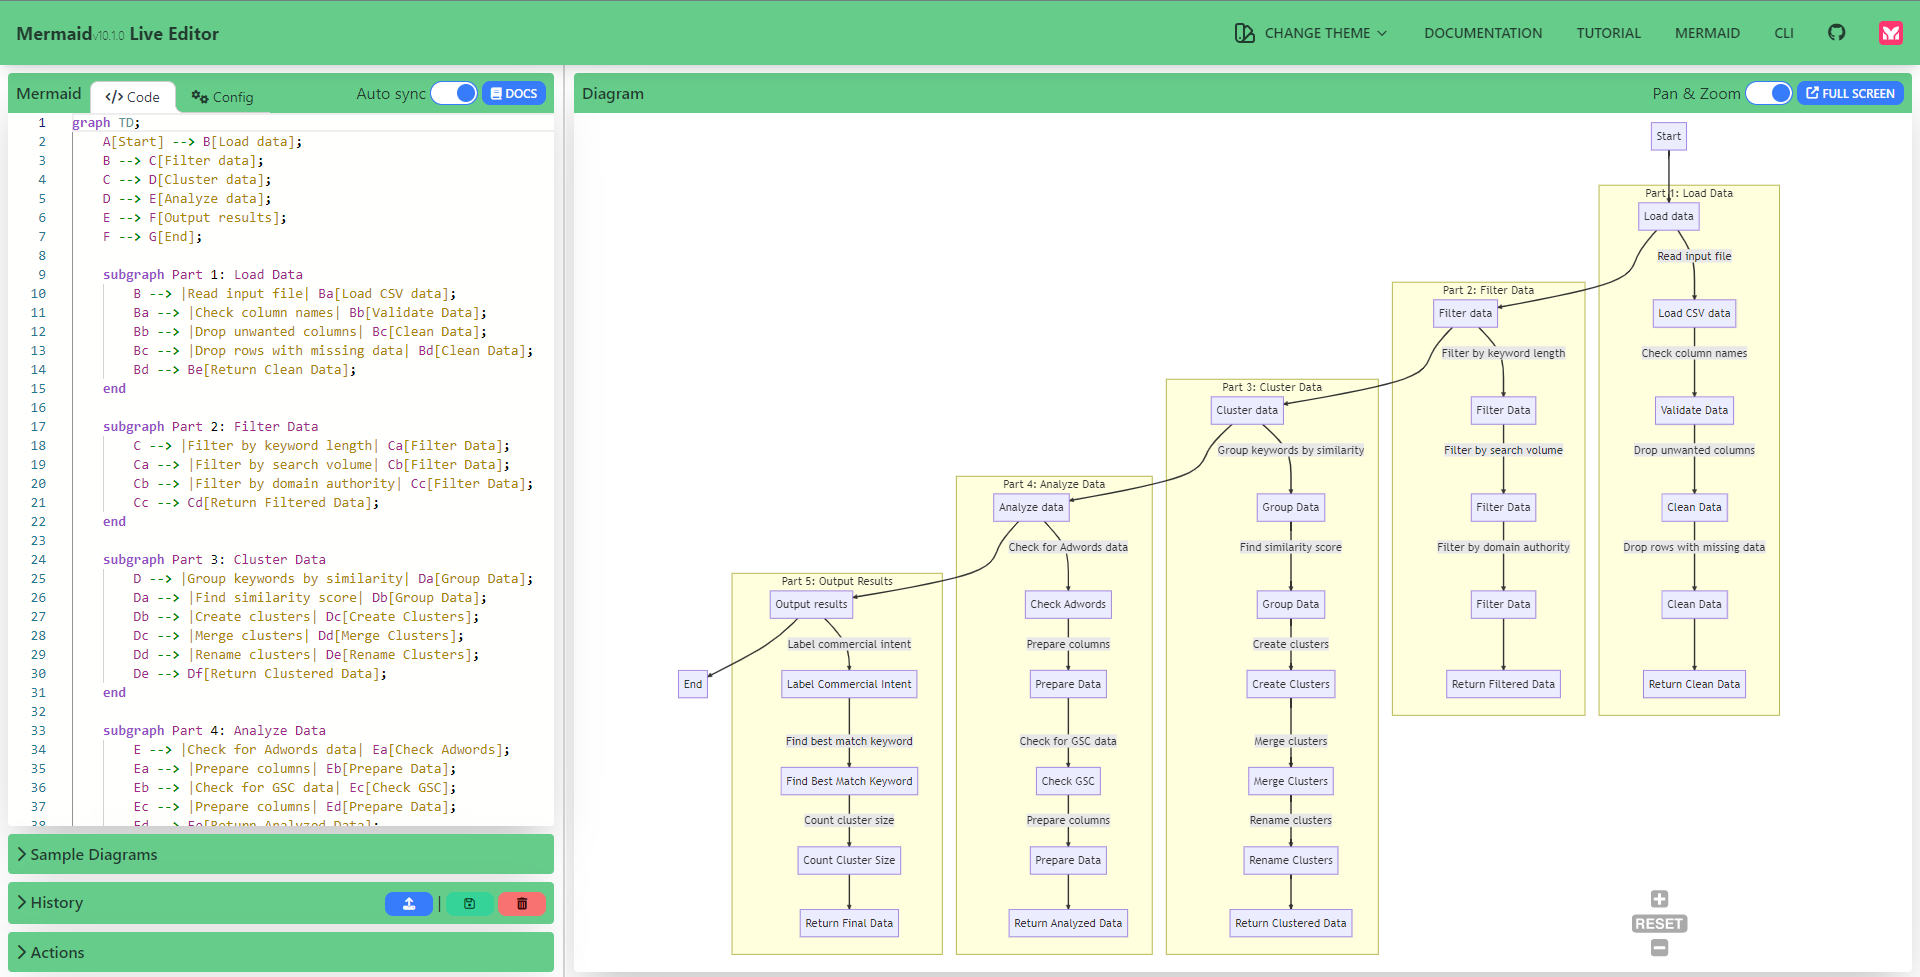 Mermaid v10.1.0 Live Editor
CHANGE THEME
DOCUMENTATION
TUTORIAL
MERMAID
CLI
Mermaid
</> Code
Config
Auto sync
DOCS
1 graph TD;
2 A[Start] --> B[Load data];
3 B --> C[Filter data];
4 C --> D[Cluster data];
5 D --> E[Analyze data];
6 E --> F[Output results];
7 F --> G[End];
8
9 subgraph Part 1: Load Data
10 B --> |Read input file| Ba[Load CSV data];
11 Ba --> |Check column names| Bb[Validate Data];
12 Bb --> |Drop unwanted columns| Bc[Clean Data];
13 Bc --> |Drop rows with missing data| Bd[Clean Data];
14 Bd --> Be[Return Clean Data];
15 end
16
17 subgraph Part 2: Filter Data
18 C --> |Filter by keyword length| Ca[Filter Data];
19 Ca --> |Filter by search volume| Cb[Filter Data];
20 Cb --> |Filter by domain authority| Cc[Filter Data];
21 Cc --> Cd[Return Filtered Data];
22 end
23
24 subgraph Part 3: Cluster Data
25 D --> |Group keywords by similarity| Da[Group Data];
26 Da --> |Find similarity score| Db[Group Data];
27 Db --> |Create clusters| Dc[Create Clusters];
28 Dc --> |Merge clusters| Dd[Merge Clusters];
29 Dd --> |Rename clusters| De[Rename Clusters];
30 De --> Df[Return Clustered Data];
31 end
32
33 subgraph Part 4: Analyze Data
34 E --> |Check for Adwords data| Ea[Check Adwords];
35 Ea --> |Prepare columns| Eb[Prepare Data];
36 Eb --> |Check for GSC data| Ec[Check GSC];
37 Ec --> |Prepare columns| Ed[Prepare Data];
38 Ed --> Ee[Return Analyzed Data];
Sample Diagrams
History
Actions
Diagram
Pan & Zoom
FULL SCREEN
Start
Part 1: Load Data
Load data
Read input file
Load CSV data
Check column names
Validate Data
Drop unwanted columns
Clean Data
Drop rows with missing data
Clean Data
Return Clean Data
Part 2: Filter Data
Filter data
Filter by keyword length
Filter Data
Filter by search volume
Filter Data
Filter by domain authority
Filter Data
Return Filtered Data
Part 3: Cluster Data
Cluster data
Group keywords by similarity
Group Data
Find similarity score
Group Data
Create clusters
Create Clusters
Merge clusters
Merge Clusters
Rename clusters
Rename Clusters
Return Clustered Data
Part 4: Analyze Data
Analyze data
Check for Adwords data
Check Adwords
Prepare columns
Prepare Data
Check for GSC data
Check GSC
Prepare columns
Prepare Data
Return Analyzed Data
Part 5: Output Results
Output results
Label commercial intent
Label Commercial Intent
Find best match keyword
Find Best Match Keyword
Count cluster size
Count Cluster Size
Return Final Data
End
RESET